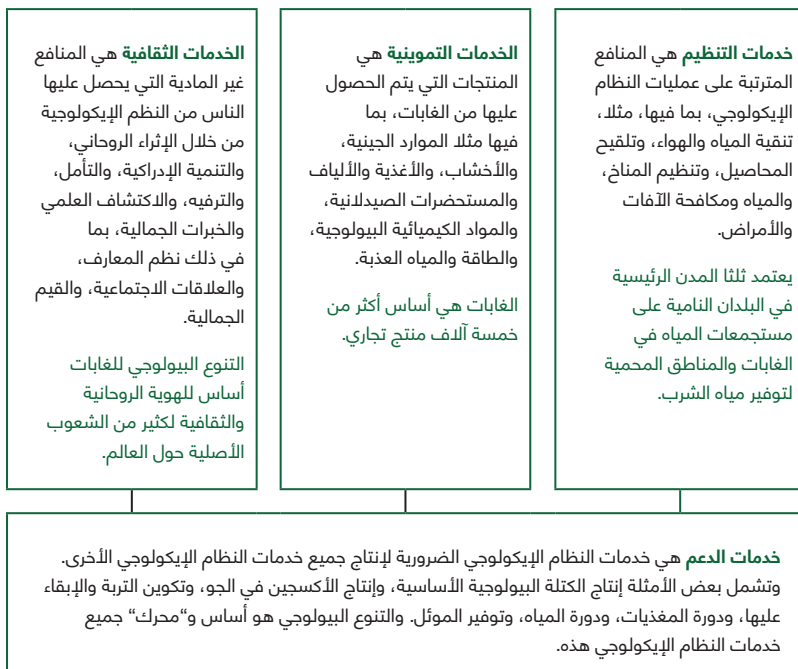 خدمات التنظيم هي المنافع
المترتبة على عمليات النظام
الإيكولوجي، بما فيها، مثلا،
تنقية المياه والهواء، وتلقيح
المحاصيل، وتنظيم المناخ،
والمياه ومكافحة الآفات
والأمراض.
يعتمد ثلثا المدن الرئيسية
في البلدان النامية على
مستجمعات المياه في
الغابات والمناطق المحمية
لتوفير مياه الشرب.
الخدمات التموينية هي
المنتجات التي يتم الحصول
عليها من الغابات، بما
فيها مثلا الموارد الجينية،
والأخشاب، والأغذية والألياف
والمستحضرات الصيدلانية،
والمواد الكيميائية البيولوجية،
والطاقة والمياه العذبة.
الغابات هي أساس أكثر من
خمسة آلاف منتج تجاري.
الخدمات الثقافية هي المنافع
غير المادية التي يحصل عليها
الناس من النظم الإيكولوجية
من خلال الإثراء الروحاني،
والتنمية الإدراكية، والتأمل،
والترفيه، والاكتشاف العلمي
والخبرات الجمالية، بما
في ذلك نظم المعارف،
والعلاقات الاجتماعية، والقيم
الجمالية.
التنوع البيولوجي للغابات
أساس للهوية الروحانية
والثقافية لكثير من الشعوب
الأصلية حول العالم.
خدمات الدعم هي خدمات النظام الإيكولوجي الضرورية لإنتاج جميع خدمات النظام الإيكولوجي الأخرى.
وتشمل بعض الأمثلة إنتاج الكتلة البيولوجية الأساسية، وإنتاج الأكسجين في الجو، وتكوين التربة والإبقاء
عليها، ودورة المغذيات، ودورة المياه، وتوفير الموئل. والتنوع البيولوجي هو أساس و“محرك“ جميع
خدمات النظام الإيكولوجي هذه.